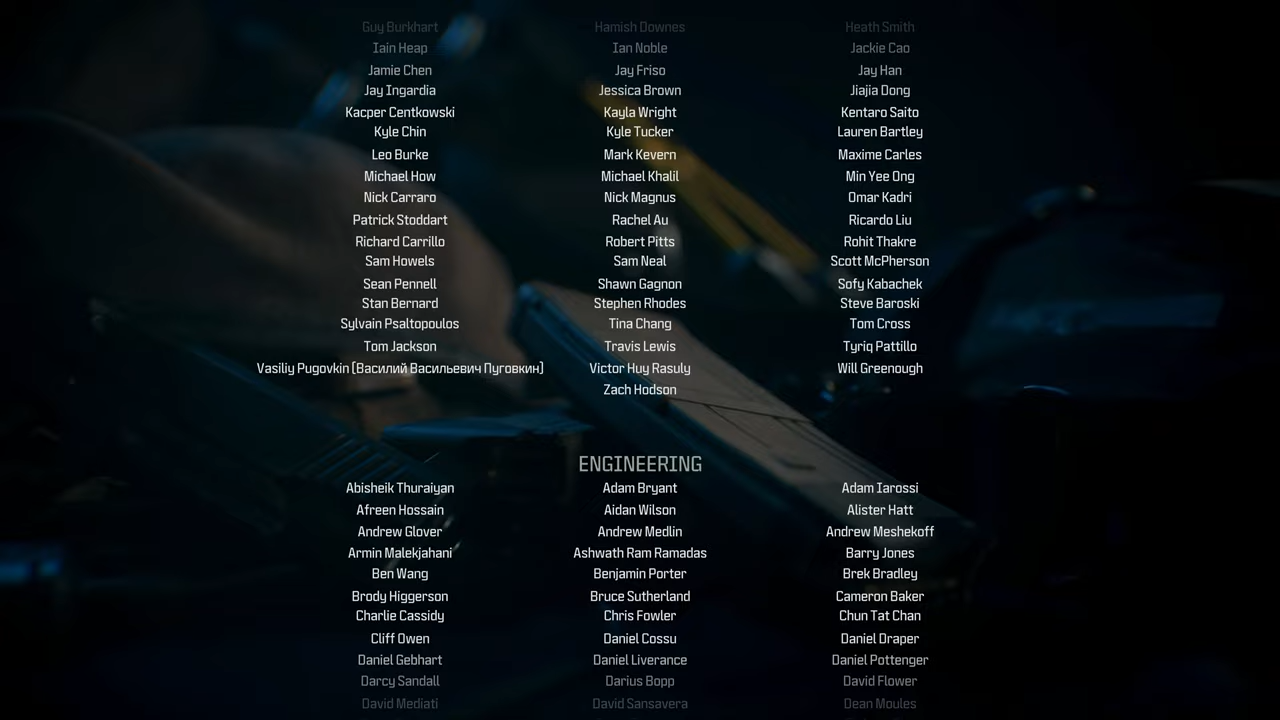 Guy Burkhart Hamish Downes Heath Smith
Iain Heap Ian Noble Jackie Cao
Jamie Chen Jay Friso Jay Han
Jay Ingardia Jessica Brown Jiajia Dong
Kacper Centkowski Kayla Wright Kentaro Saito
Kyle Chin Kyle Tucker Lauren Bartley
Leo Burke Mark Kevern Maxime Carles
Michael How Michael Khalil Min Yee Ong
Nick Carraro Nick Magnus Omar Kadri
Patrick Stoddart Rachel Au Ricardo Liu
Richard Carrillo Robert Pitts Rohit Thakre
Sam Howels Sam Neal Scott McPherson
Sean Pennell Shawn Gagnon Sofy Kabachek
Stan Bernard Stephen Rhodes Steve Baroski
Sylvain Psaltopoulos Tina Chang Tom Cross
Tom Jackson Travis Lewis Tyriq Pattillo
Vasiliy Pugovkin (Василий Васильевич Пуговкин) Victor Huy Rasuly Will Greenough
Zach Hodson
ENGINEERING
Abisheik Thuraiyan Adam Bryant Adam Iarossi
Afreen Hossain Aidan Wilson Alister Hatt
Andrew Glover Andrew Medlin Andrew Meshekoff
Armin Malekjahani Ashwath Ram Ramadas Barry Jones
Ben Wang Benjamin Porter Brek Bradley
Brody Higgerson Bruce Sutherland Cameron Baker
Charlie Cassidy Chris Fowler Chun Tat Chan
Cliff Owen Daniel Cossu Daniel Draper
Daniel Gebhart Daniel Liverance Daniel Pottenger
Darcy Sandall Darius Bopp David Flower
David Mediati David Sansavera Dean Moules